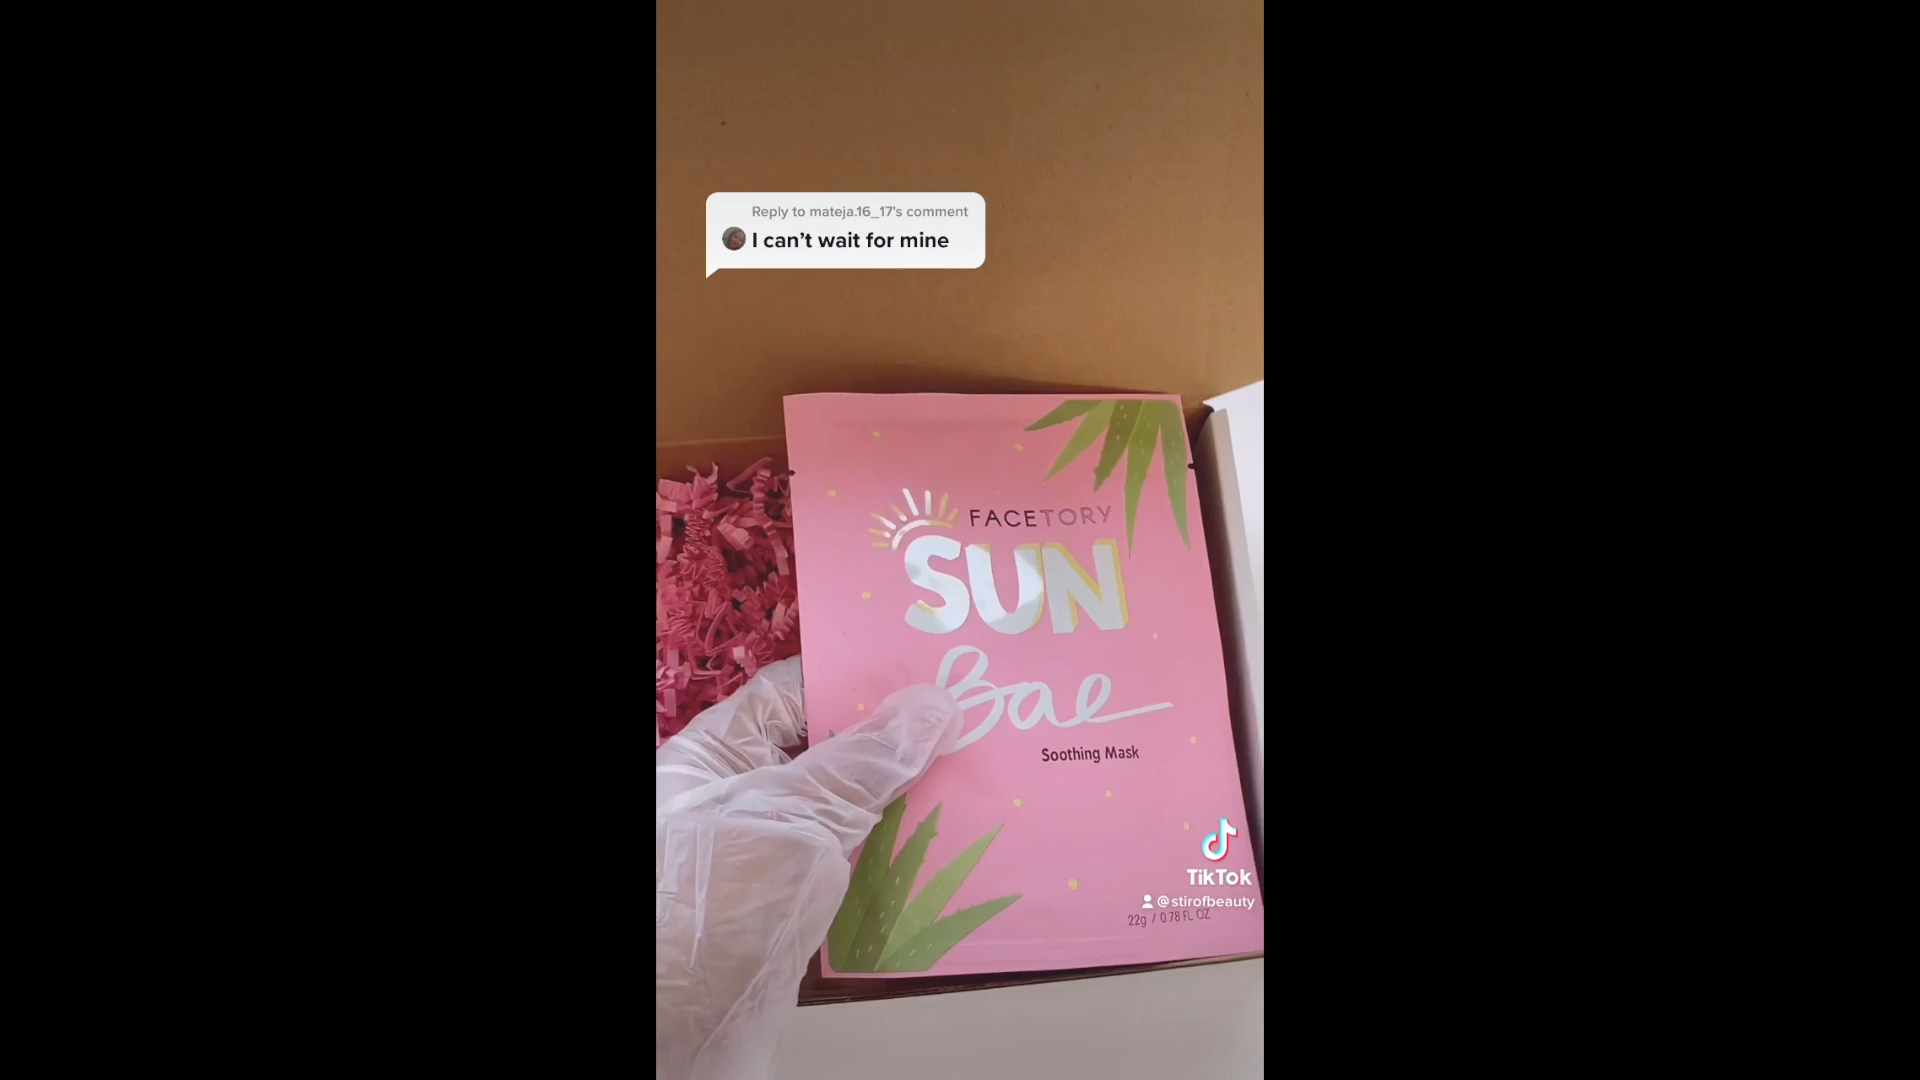 Reply to mateja.16_17's comment
I can't wait for mine
FACETORY
SUN
Bae
Soothing Mask
TikTok
@stirofbeauty
22g / 0.78 FL OZ